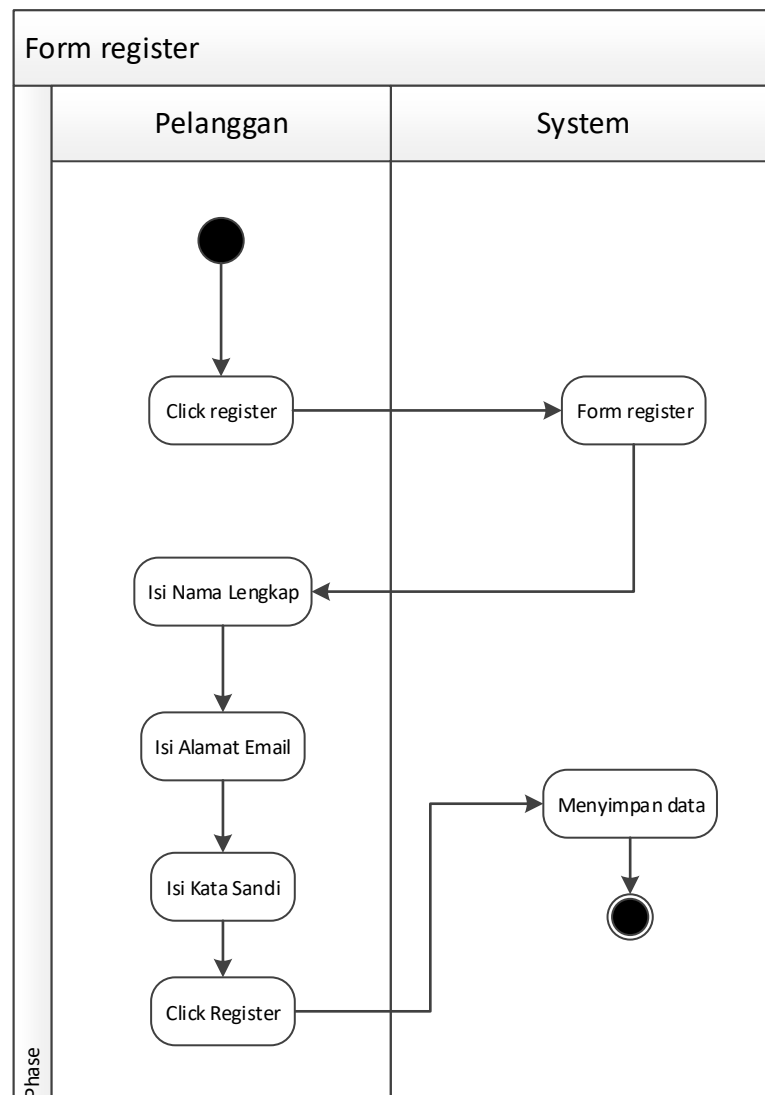 Form register
Pelanggan
System
Click register
Form register
Isi Nama Lengkap
Isi Alamat Email
Menyimpan data
Isi Kata Sandi
Click Register
Phase